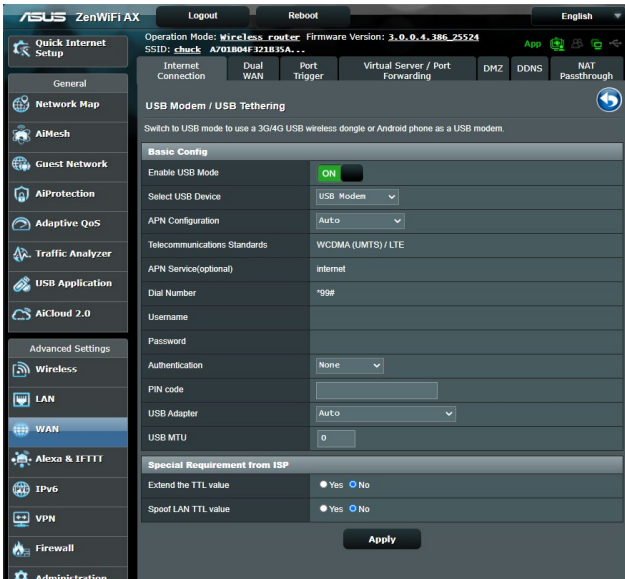 ASUS ZenWiFi AX Logout Reboot English
Quick Internet Setup
Operation Mode: Wireless router Firmware Version: 3.0.0.4.386_25524
SSID: chuck A701B04F321B35A... App
Internet Connection Dual WAN Port Trigger Virtual Server / Port Forwarding DMZ DDNS NAT Passthrough
General
Network Map
AiMesh
Guest Network
AiProtection
Adaptive QoS
Traffic Analyzer
USB Application
AiCloud 2.0
Advanced Settings
Wireless
LAN
WAN
Alexa & IFTTT
IPv6
VPN
Firewall
Administration
USB Modem / USB Tethering
Switch to USB mode to use a 3G/4G USB wireless dongle or Android phone as a USB modem.
Basic Config
Enable USB Mode ON
Select USB Device USB Modem
APN Configuration Auto
Telecommunications Standards WCDMA (UMTS) / LTE
APN Service(optional) internet
Dial Number *99#
Username
Password
Authentication None
PIN code
USB Adapter Auto
USB MTU 0
Special Requirement from ISP
Extend the TTL value Yes No
Spoof LAN TTL value Yes No
Apply